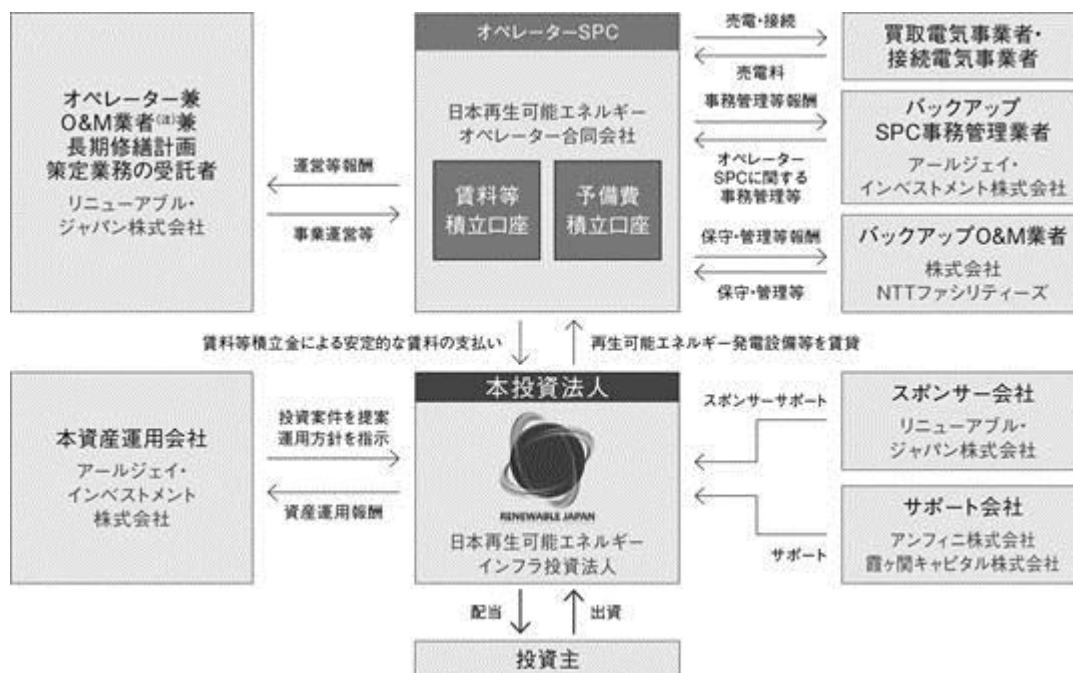 オペレーター兼
O&M業者(注)兼
長期修繕計画
策定業務の受託者
リニューアブル・
ジャパン株式会社
運営等報酬
事業運営等
オペレーターSPC
日本再生可能エネルギー
オペレーター合同会社
賃料等
積立口座
予備費
積立口座
売電・接続
売電料
事務管理等報酬
オペレーター
SPCに関する
事務管理等
保守・管理等報酬
保守・管理等
買取電気事業者・
接続電気事業者
バックアップ
SPC事務管理業者
アールジェイ・
インベストメント株式会社
バックアップO&M業者
株式会社
NTTファシリティーズ
賃料等積立金による安定的な賃料の支払い
再生可能エネルギー発電設備等を賃貸
本資産運用会社
アールジェイ・
インベストメント
株式会社
投資案件を提案
運用方針を指示
資産運用報酬
本投資法人
RENEWABLE JAPAN
日本再生可能エネルギー
インフラ投資法人
スポンサーサポート
サポート
スポンサー会社
リニューアブル・
ジャパン株式会社
サポート会社
アンフィニ株式会社
霞ヶ関キャピタル株式会社
配当
出資
投資主